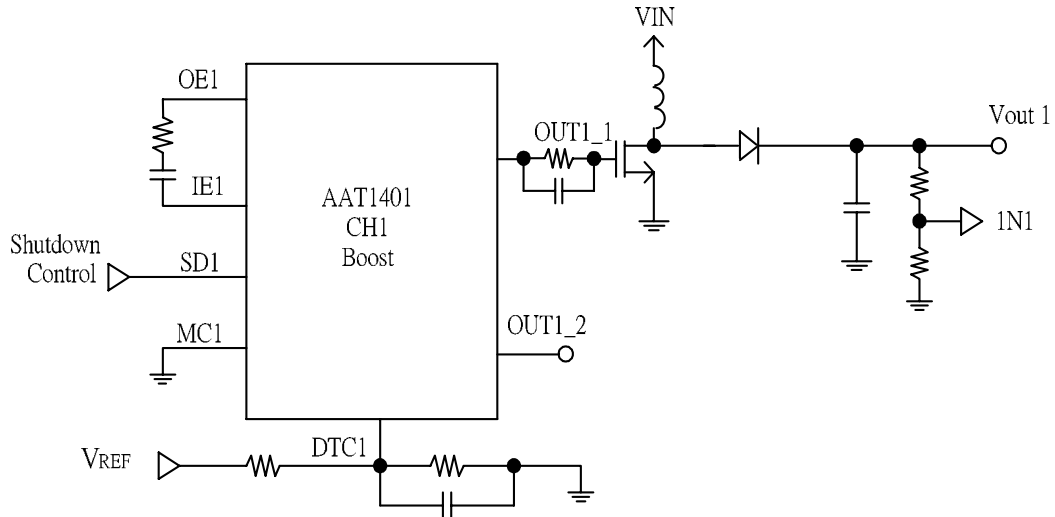 VIN
OE1
Vout 1
OUT1_1
IE1
AAT1401
CH1
Boost
1N1
Shutdown
Control
SD1
MC1
OUT1_2
DTC1
VREF